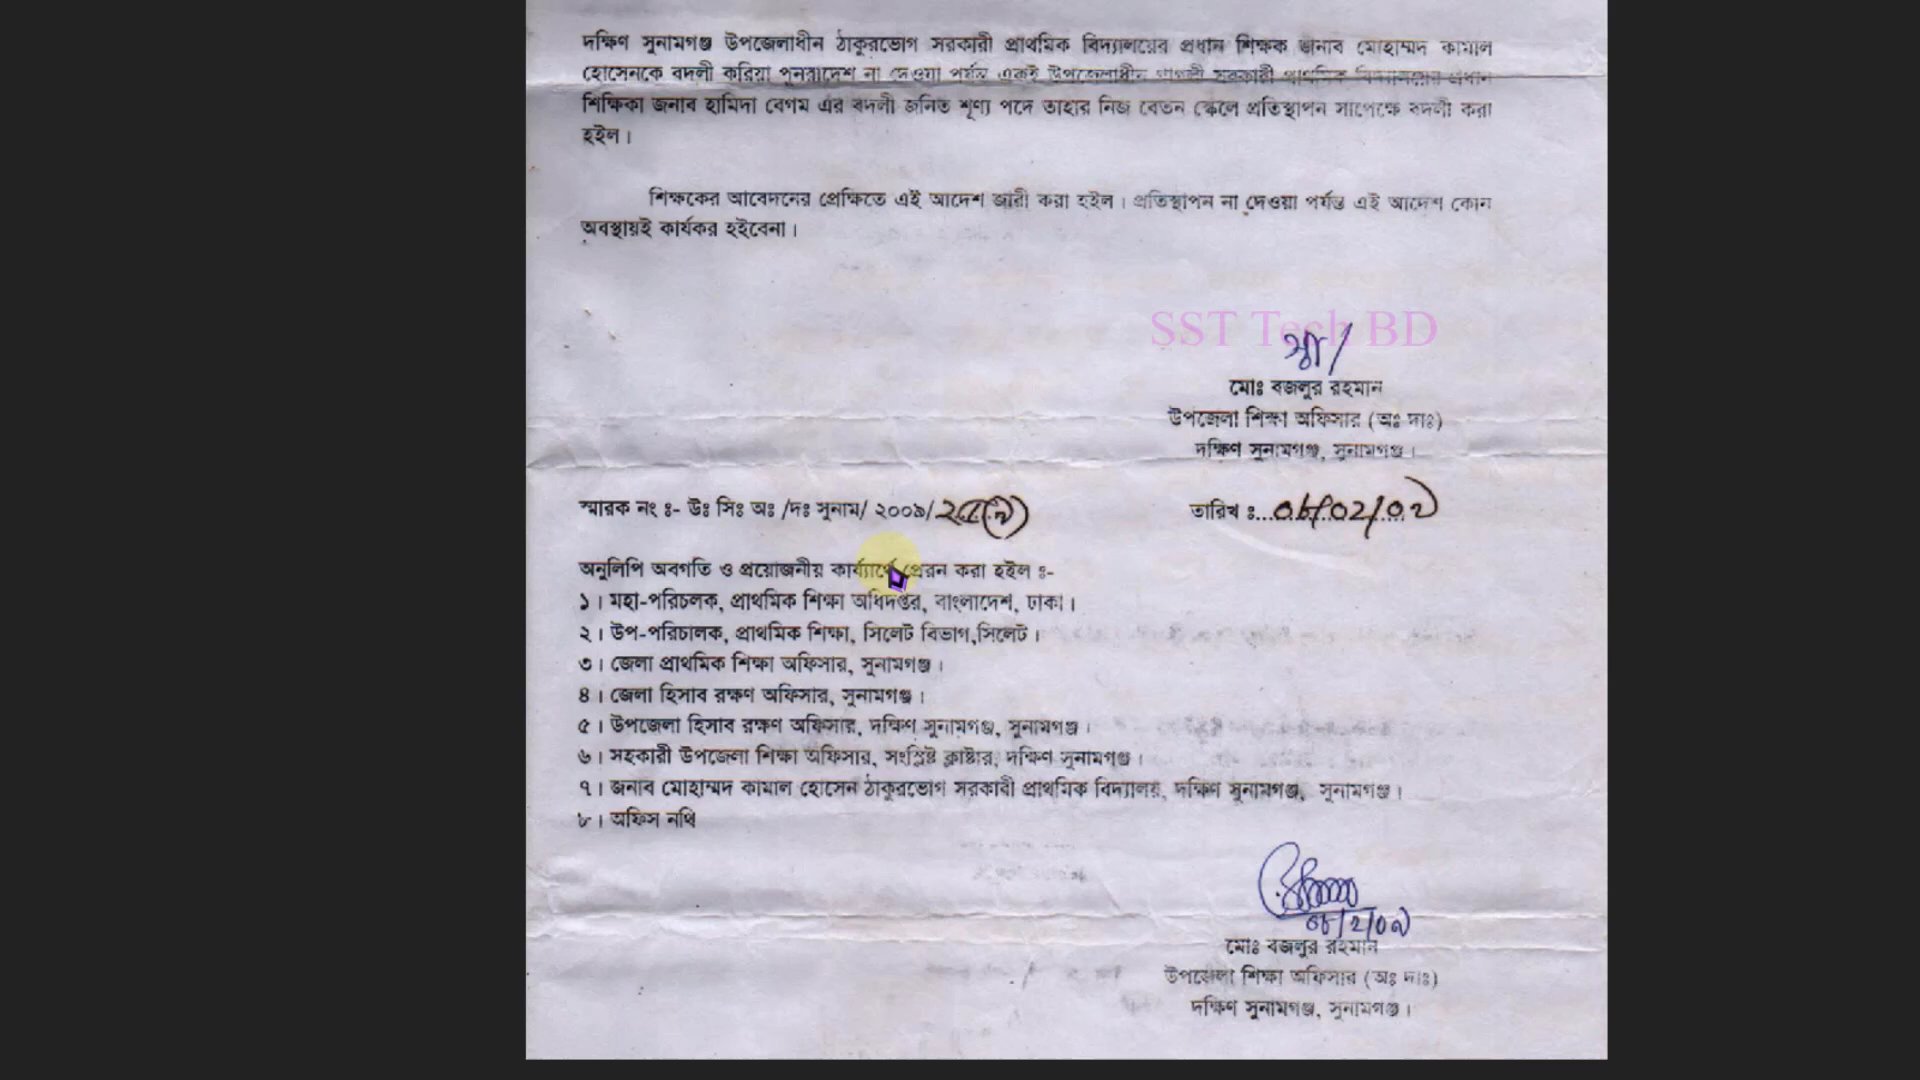 দক্ষিণ সুনামগঞ্জ উপজেলাধীন ঠাকুরভোগ সরকারী প্রাথমিক বিদ্যালয়ের প্রধান শিক্ষক জনাব মোহাম্মদ কামাল
হোসেনকে বদলী করিয়া পুনরাদেশ না দেওয়া পর্যন্ত একই উপজেলাধীন সরকারী প্রাথমিক বিদ্যালয়ের প্রধান
শিক্ষিকা জনাব হামিদা বেগম এর বদলী জনিত শূণ্য পদে তাহার নিজ বেতন স্কেলে প্রতিস্থাপন সাপেক্ষে বদলী করা
হইল।
শিক্ষকের আবেদনের প্রেক্ষিতে এই আদেশ জারী করা হইল। প্রতিস্থাপন না দেওয়া পর্যন্ত এই আদেশ কোন
অবস্থায়ই কার্যকর হইবেনা।
SST Tech BD
স্বা/
মোঃ বজলুর রহমান
উপজেলা শিক্ষা অফিসার (অঃ দাঃ)
দক্ষিণ সুনামগঞ্জ, সুনামগঞ্জ।
স্মারক নং ঃ- উঃ সিঃ অঃ /দঃ সুনাম/ ২০০৯/
তারিখ ঃ
অনুলিপি অবগতি ও প্রয়োজনীয় কার্য্যার্থে প্রেরন করা হইল ঃ-
১। মহা-পরিচলক, প্রাথমিক শিক্ষা অধিদপ্তর, বাংলাদেশ, ঢাকা।
২। উপ-পরিচালক, প্রাথমিক শিক্ষা, সিলেট বিভাগ,সিলেট।
৩। জেলা প্রাথমিক শিক্ষা অফিসার, সুনামগঞ্জ।
৪। জেলা হিসাব রক্ষণ অফিসার, সুনামগঞ্জ।
৫। উপজেলা হিসাব রক্ষণ অফিসার, দক্ষিণ সুনামগঞ্জ, সুনামগঞ্জ।
৬। সহকারী উপজেলা শিক্ষা অফিসার, সংশ্লিষ্ট ক্লাষ্টার, দক্ষিণ সুনামগঞ্জ।
৭। জনাব মোহাম্মদ কামাল হোসেন ঠাকুরভোগ সরকারী প্রাথমিক বিদ্যালয়, দক্ষিণ সুনামগঞ্জ, সুনামগঞ্জ।
৮। অফিস নথি
মোঃ বজলুর রহমান
উপজেলা শিক্ষা অফিসার (অঃ দাঃ)
দক্ষিণ সুনামগঞ্জ, সুনামগঞ্জ।